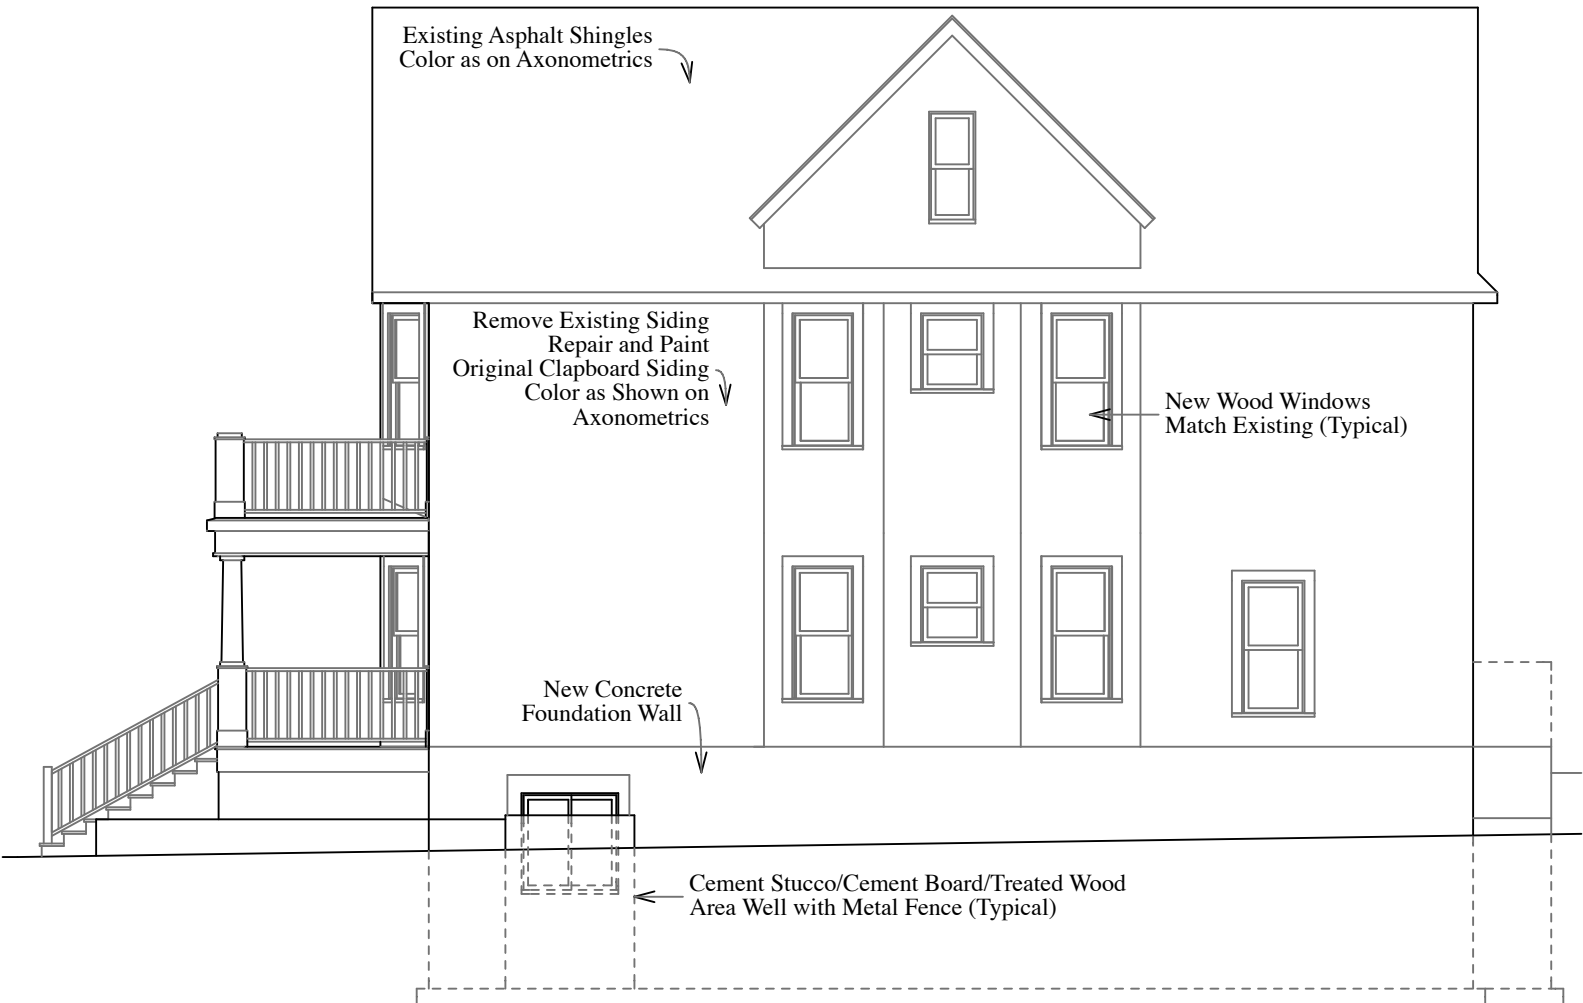 Existing Asphalt Shingles
Color as on Axonometrics
Remove Existing Siding
Repair and Paint
Original Clapboard Siding
Color as Shown on
Axonometrics
New Wood Windows
Match Existing (Typical)
New Concrete
Foundation Wall
Cement Stucco/Cement Board/Treated Wood
Area Well with Metal Fence (Typical)